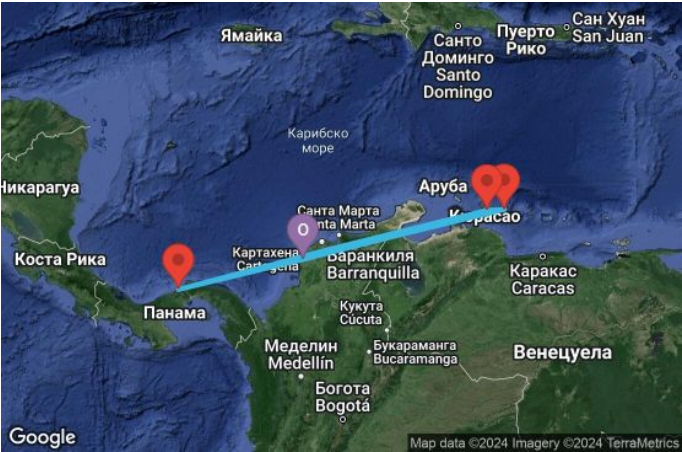 Ямайка
Сан Хуан
San Juan
Пуерто
Рико
Санто
Доминго
Santo
Domingo
Карибско
море
Никарагуа
Аруба
Кюрасао
О
Санта Марта
Santa Marta
Картахена
Cartagena
Баранкиля
Barranquilla
Коста Рика
Каракас
Caracas
Панама
Кукута
Cúcuta
Меделин
Medellín
Букараманга
Bucaramanga
Венецуела
Богота
Bogotá
Google
Map data ©2024 Imagery ©2024 TerraMetrics